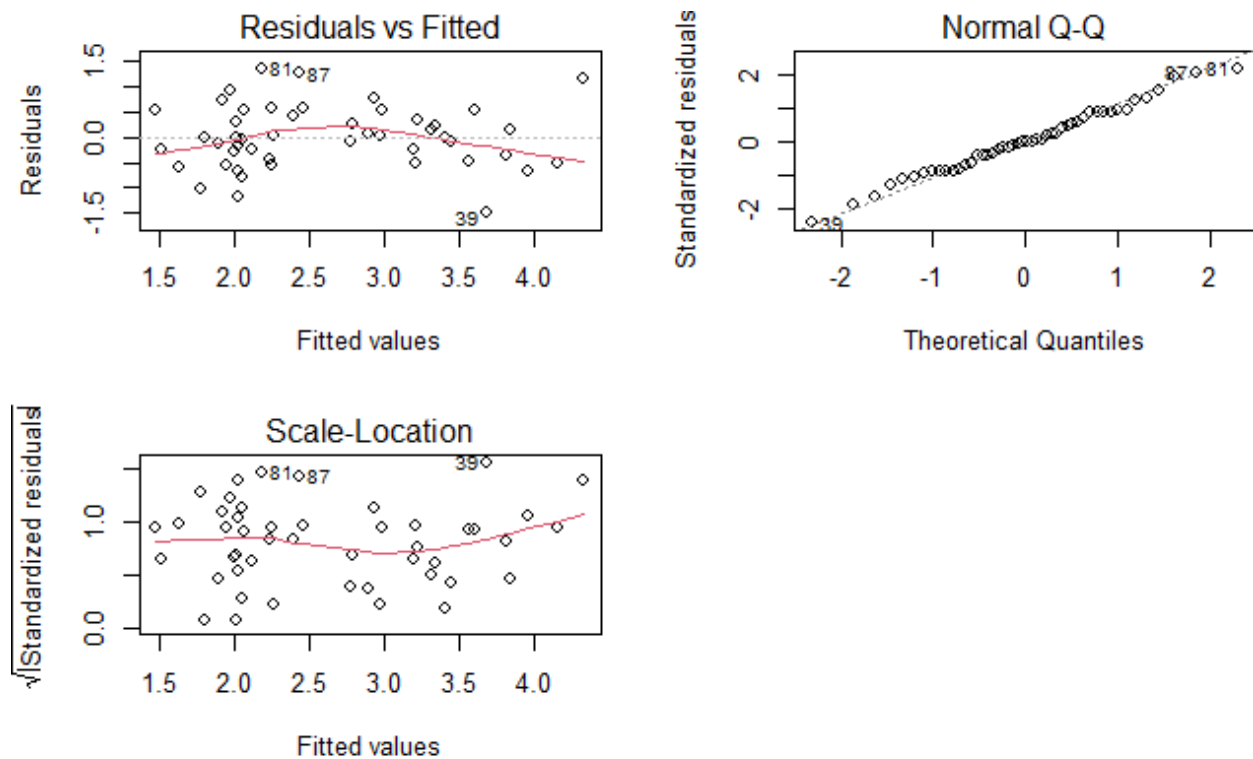 Residuals vs Fitted
Residuals
-1.5 0.0 1.5
81
87
39
1.5 2.0 2.5 3.0 3.5 4.0
Fitted values
Normal Q-Q
Standardized residuals
-2 0 2
87 81
39
-2 -1 0 1 2
Theoretical Quantiles
Scale-Location
√|Standardized residuals|
0.0 1.0
81
87
39
1.5 2.0 2.5 3.0 3.5 4.0
Fitted values